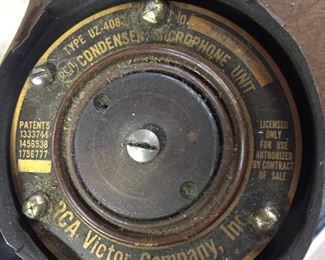 TYPE UZ-408
RCA
CONDENSER MICROPHONE UNIT
PATENTS
1333744
1456538
1756777
LICENSED
ONLY
FOR USE
AUTHORIZED
BY CONTRACT
OF SALE
RCA Victor Company, Inc.